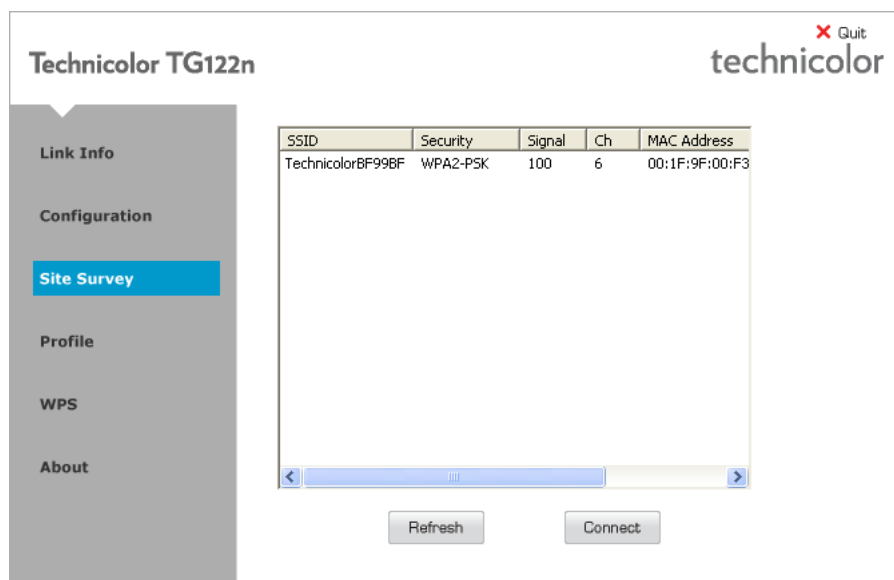 Quit
Technicolor TG122n
technicolor
Link Info
Configuration
Site Survey
Profile
WPS
About
SSID Security Signal Ch MAC Address
TechnicolorBF99BF WPA2-PSK 100 6 00:1F:9F:00:F3
Refresh Connect